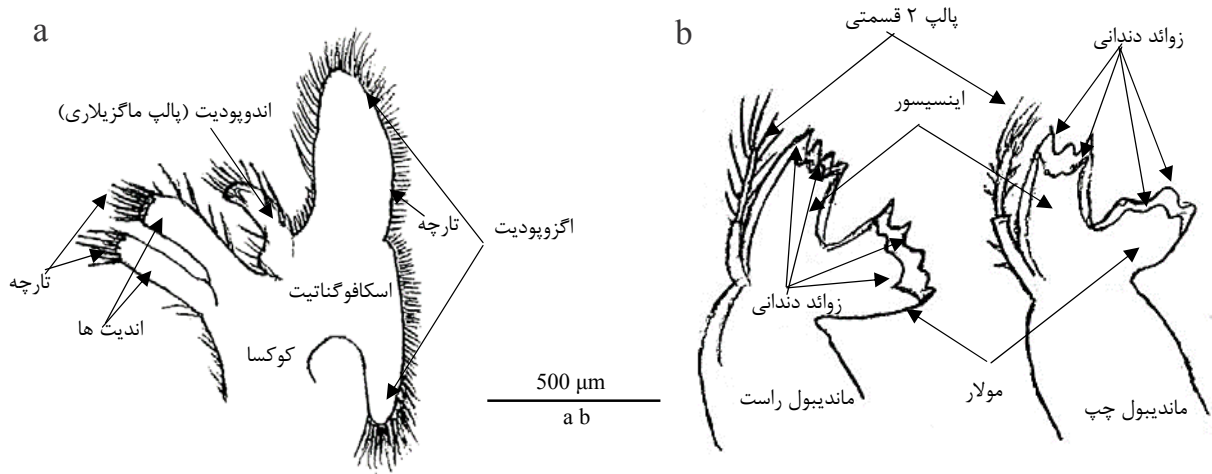 a
اندوپودیت (پالپ ماگزیلاری)
تارچه
تارچه
اگزوپودیت
اسکافوگناتیت
اندیت ها
کوکسا
500 µm
a b
b
پالپ ۲ قسمتی
زوائد دندانی
اینسیسور
زوائد دندانی
مولار
ماندیبول راست
ماندیبول چپ